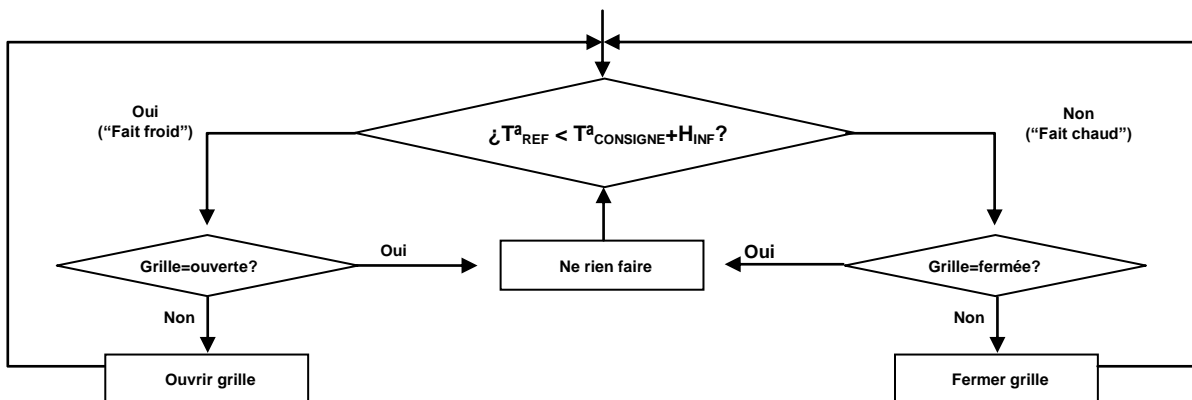 Oui
("Fait froid")
Non
("Fait chaud")
¿TªREF < TªCONSIGNE+HINF?
Grille=ouverte?
Oui
Ne rien faire
Oui
Grille=fermée?
Non
Non
Ouvrir grille
Fermer grille